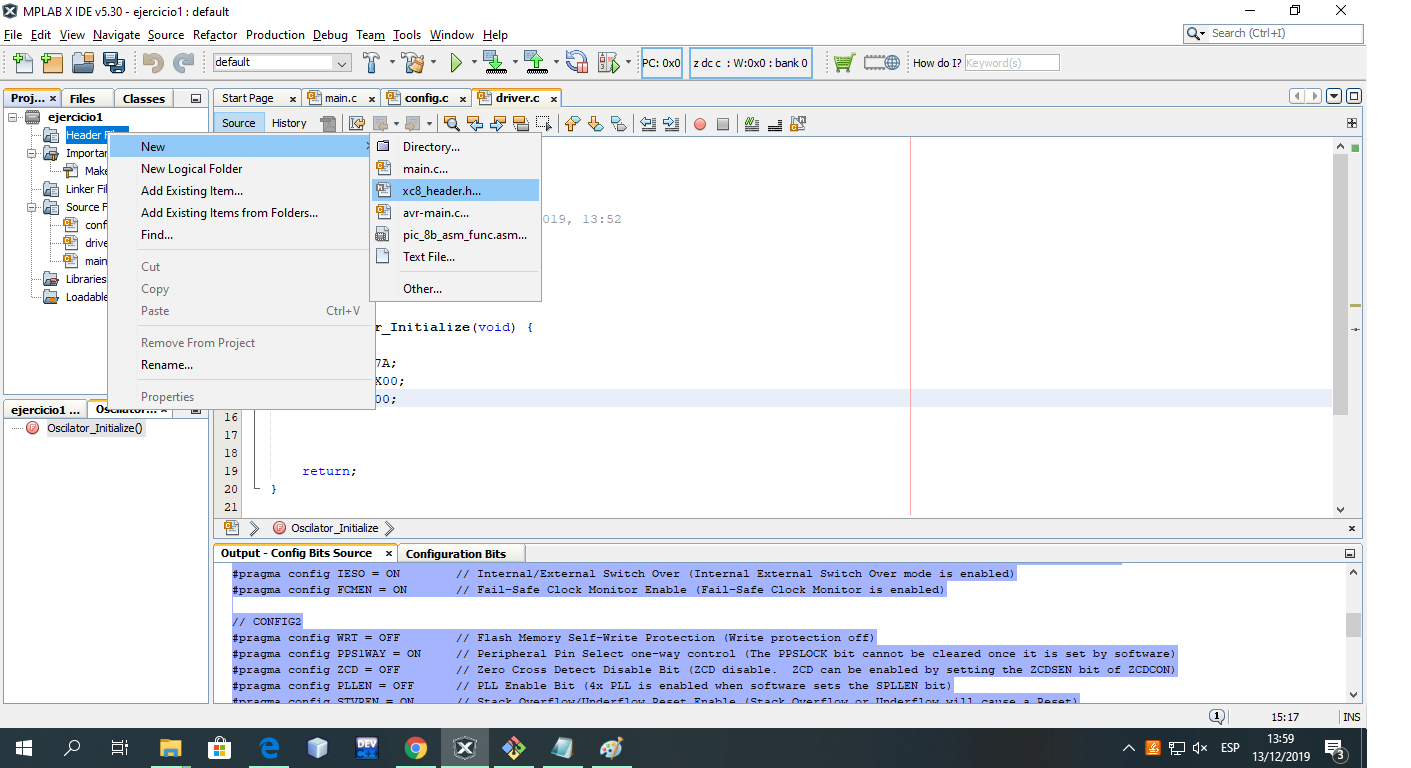 MPLAB X IDE v5.30 - ejercicio1 : default
File Edit View Navigate Source Refactor Production Debug Team Tools Window Help
Search (Ctrl+I)
default
PC: 0x0
z dc c : W:0x0 : bank 0
How do I? Keyword(s)
Proj... × Files Classes
Start Page × main.c × config.c × driver.c ×
ejercicio1
Source History
Header
Importan
Make
Linker Fil
Source F
confi
drive
main
Libraries
Loadable
New
New Logical Folder
Add Existing Item...
Add Existing Items from Folders...
Find...
Cut
Copy
Paste Ctrl+V
Remove From Project
Rename...
Properties
Directory...
main.c...
xc8_header.h...
avr-main.c...
pic_8b_asm_func.asm...
Text File...
Other...
019, 13:52
r_Initialize(void) {
7A;
X00;
00;
16
17
18
19 return;
20 }
21
ejercicio1 ... Oscilator... ×
Oscilator_Initialize()
Oscilator_Initialize
Output - Config Bits Source × Configuration Bits
#pragma config IESO = ON // Internal/External Switch Over (Internal External Switch Over mode is enabled)
#pragma config FCMEN = ON // Fail-Safe Clock Monitor Enable (Fail-Safe Clock Monitor is enabled)
// CONFIG2
#pragma config WRT = OFF // Flash Memory Self-Write Protection (Write protection off)
#pragma config PPS1WAY = ON // Peripheral Pin Select one-way control (The PPSLOCK bit cannot be cleared once it is set by software)
#pragma config ZCD = OFF // Zero Cross Detect Disable Bit (ZCD disable. ZCD can be enabled by setting the ZCDSEN bit of ZCDCON)
#pragma config PLLEN = OFF // PLL Enable Bit (4x PLL is enabled when software sets the SPLLEN bit)
#pragma config STVREN = ON // Stack Overflow/Underflow Reset Enable (Stack Overflow or Underflow will cause a Reset)
1
15:17 INS
DEV
C++
ESP
13:59
13/12/2019
3